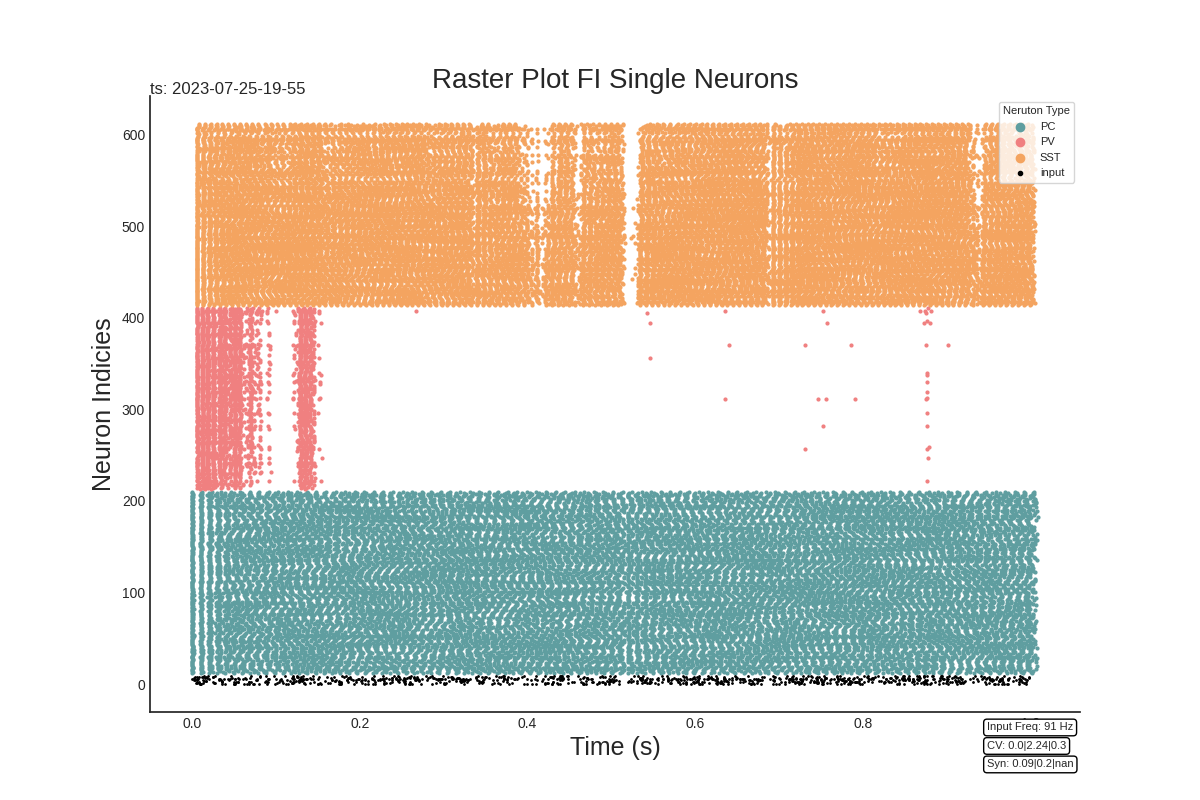 Raster Plot FI Single Neurons
ts: 2023-07-25-19-55
Neruton Type
PC
PV
SST
input
600
500
400
300
200
100
0
Neuron Indicies
0.0 0.2 0.4 0.6 0.8
Time (s)
Input Freq: 91 Hz
CV: 0.0|2.24|0.3
Syn: 0.09|0.2|nan